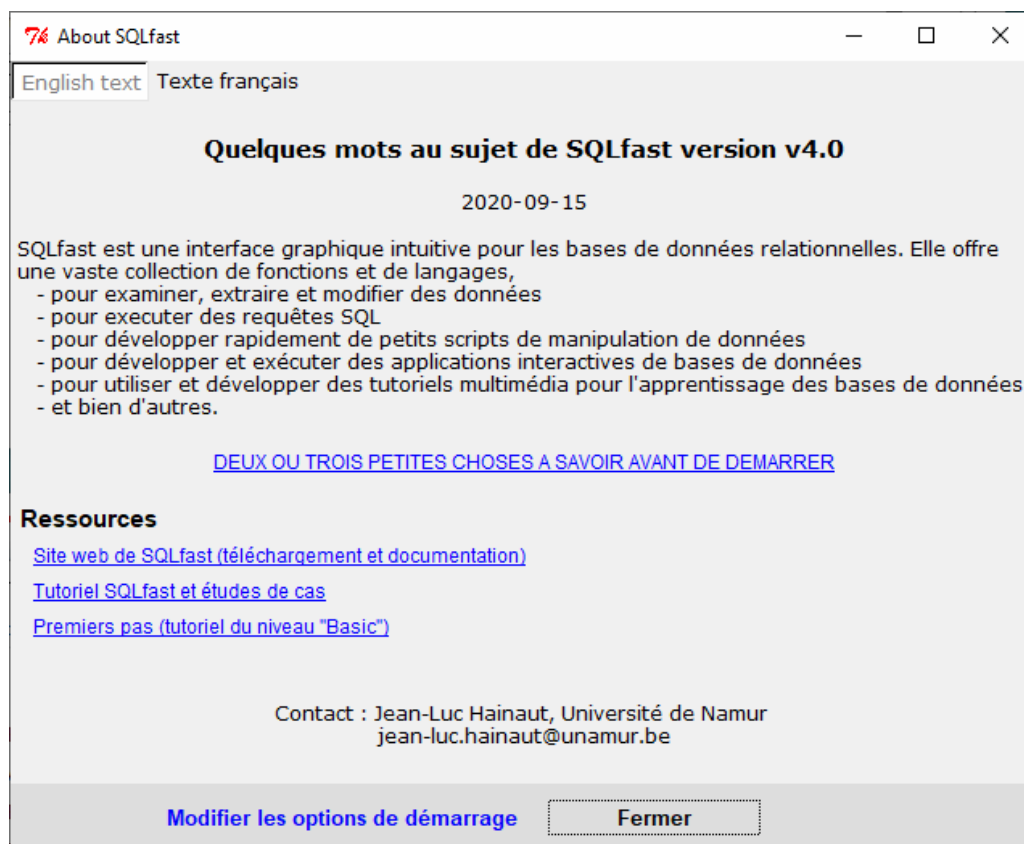 About SQLfast
English text Texte français
Quelques mots au sujet de SQLfast version v4.0
2020-09-15
SQLfast est une interface graphique intuitive pour les bases de données relationnelles. Elle offre
une vaste collection de fonctions et de langages,
- pour examiner, extraire et modifier des données
- pour executer des requêtes SQL
- pour développer rapidement de petits scripts de manipulation de données
- pour développer et exécuter des applications interactives de bases de données
- pour utiliser et développer des tutoriels multimédia pour l'apprentissage des bases de données
- et bien d'autres.
DEUX OU TROIS PETITES CHOSES A SAVOIR AVANT DE DEMARRER
Ressources
Site web de SQLfast (téléchargement et documentation)
Tutoriel SQLfast et études de cas
Premiers pas (tutoriel du niveau "Basic")
Contact : Jean-Luc Hainaut, Université de Namur
jean-luc.hainaut@unamur.be
Modifier les options de démarrage Fermer